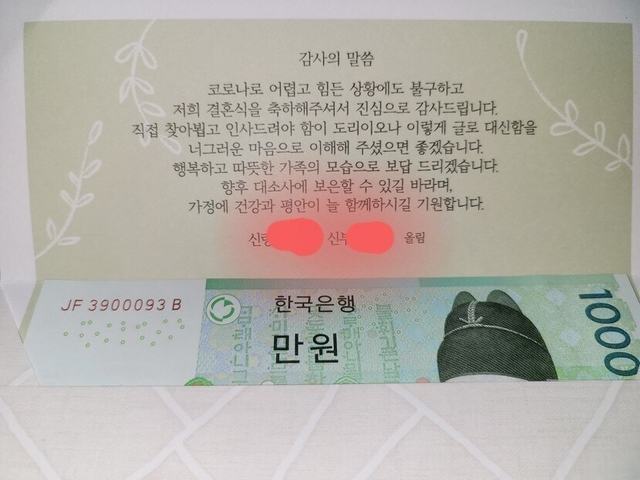 감사의 말씀
코로나로 어렵고 힘든 상황에도 불구하고
저희 결혼식을 축하해주셔서 진심으로 감사드립니다.
직접 찾아뵙고 인사드려야 함이 도리이오나 이렇게 글로 대신함을
너그러운 마음으로 이해해 주셨으면 좋겠습니다.
행복하고 따뜻한 가족의 모습으로 보답 드리겠습니다.
향후 대소사에 보은할 수 있길 바라며,
가정에 건강과 평안이 늘 함께하시길 기원합니다.
신랑 신부 올림
JF 3900093 B
한국은행
만원
1000